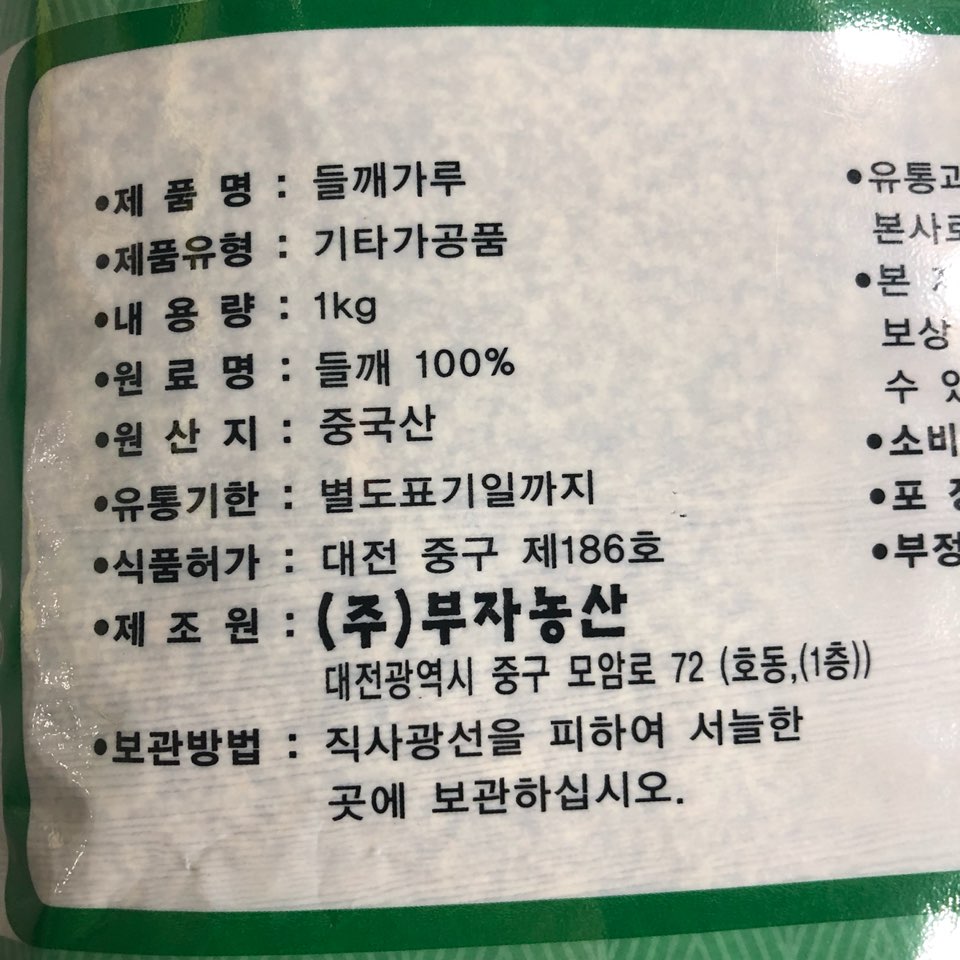 •제 품 명 : 들깨가루
•제품유형 : 기타가공품
•내 용 량 : 1kg
•원 료 명 : 들깨 100%
•원 산 지 : 중국산
•유통기한 : 별도표기일까지
•식품허가 : 대전 중구 제186호
•제 조 원 : (주)부자농산
대전광역시 중구 모암로 72 (호동,(1층))
•보관방법 : 직사광선을 피하여 서늘한
곳에 보관하십시오.
•유통
본사
•본
보상
수
•소비
•포
•부정